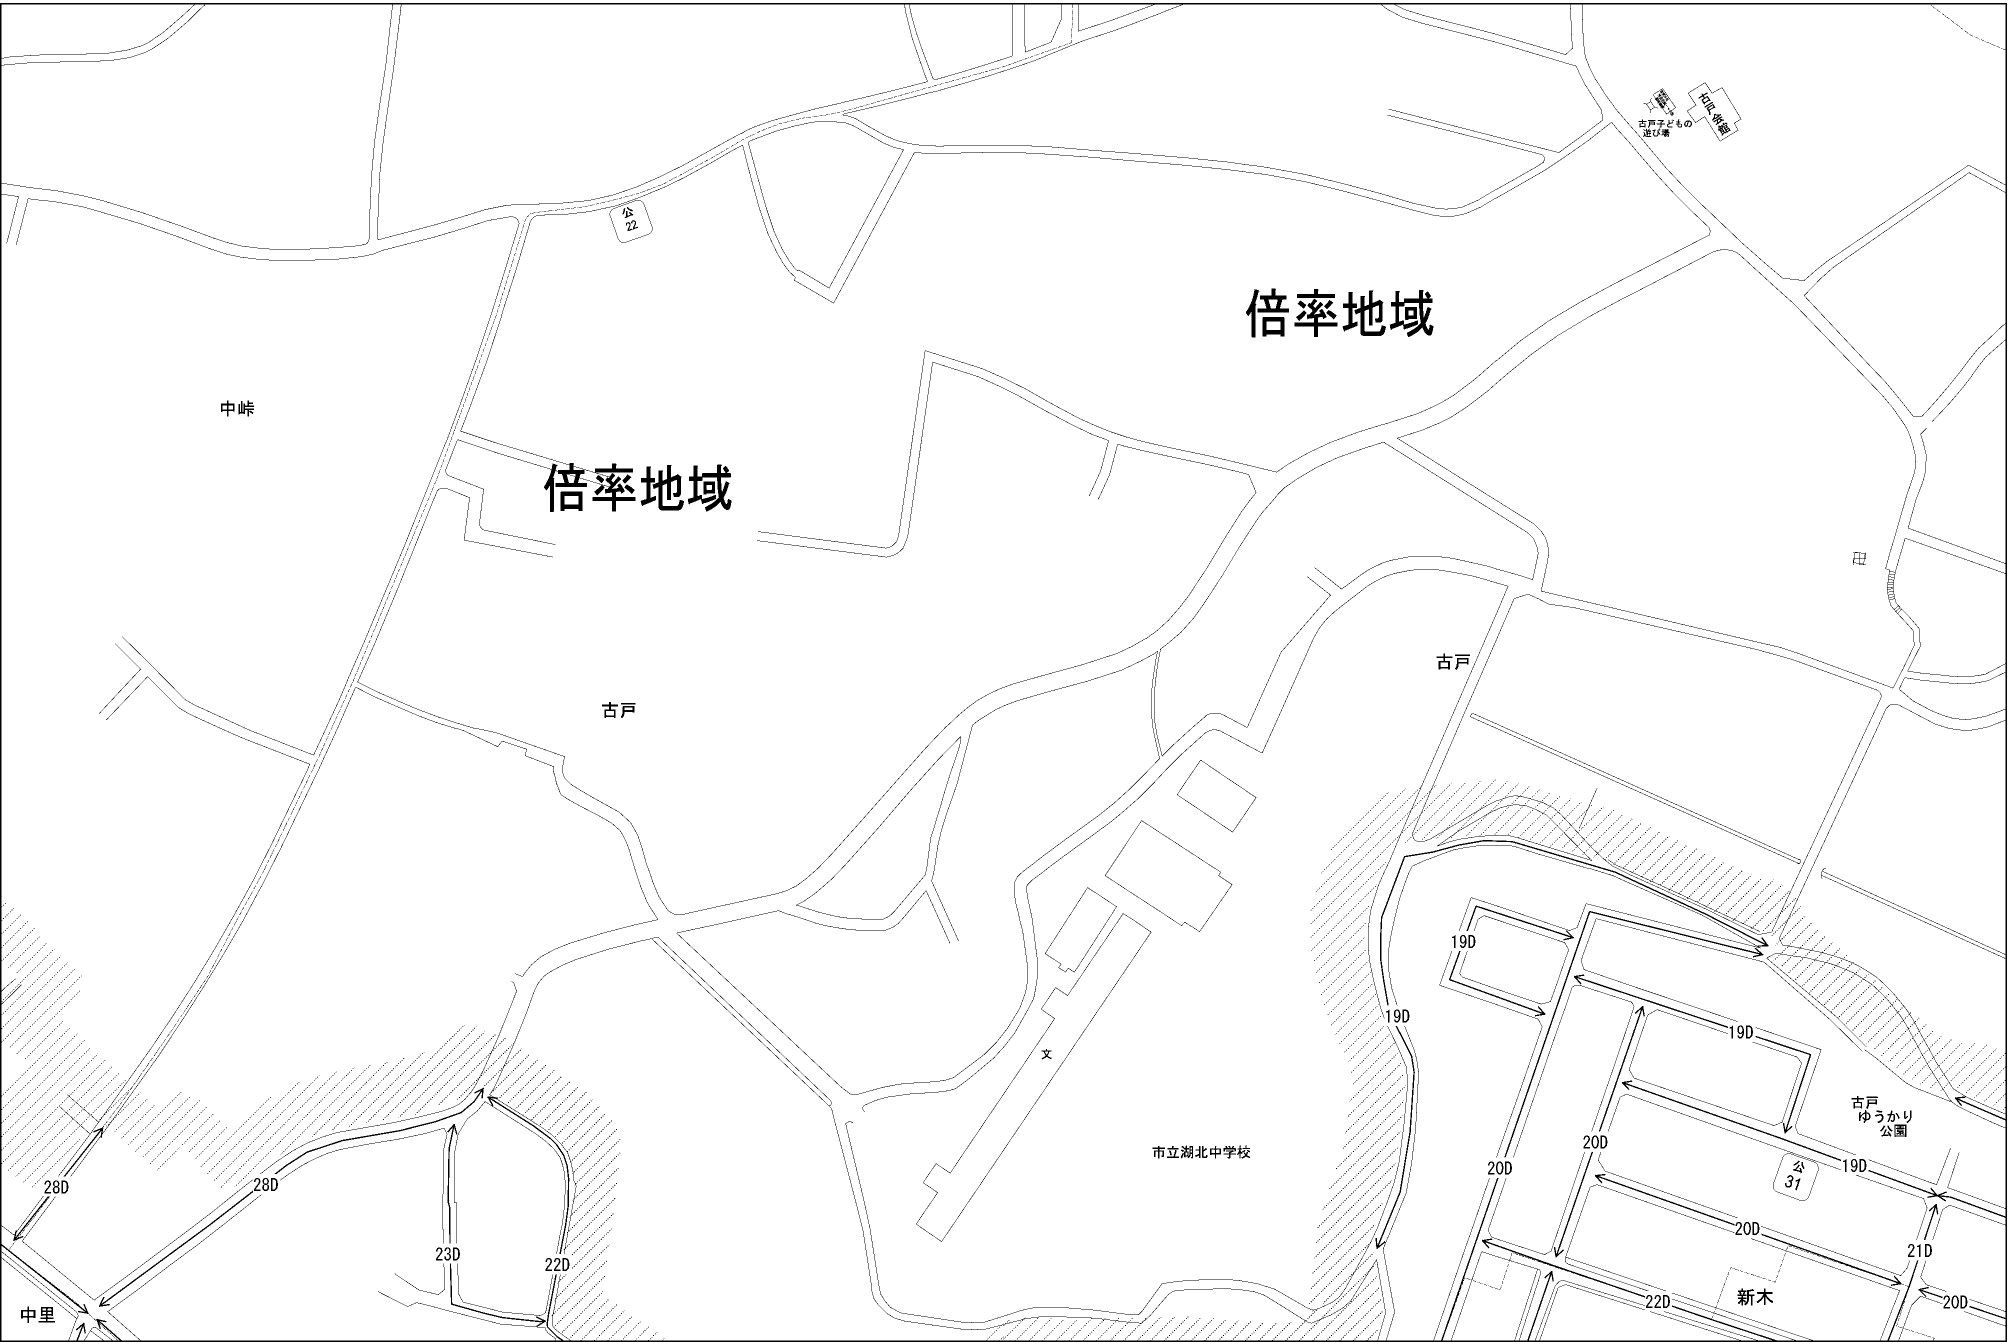 古戸会館
古戸子どもの
遊び場
公
22
倍率地域
中峠
倍率地域
古戸
古戸
19D
19D
19D
古戸
ゆうかり
公園
文
市立湖北中学校
20D
20D
19D
公
31
28D
28D
23D
22D
20D
21D
20D
22D
新木
中里